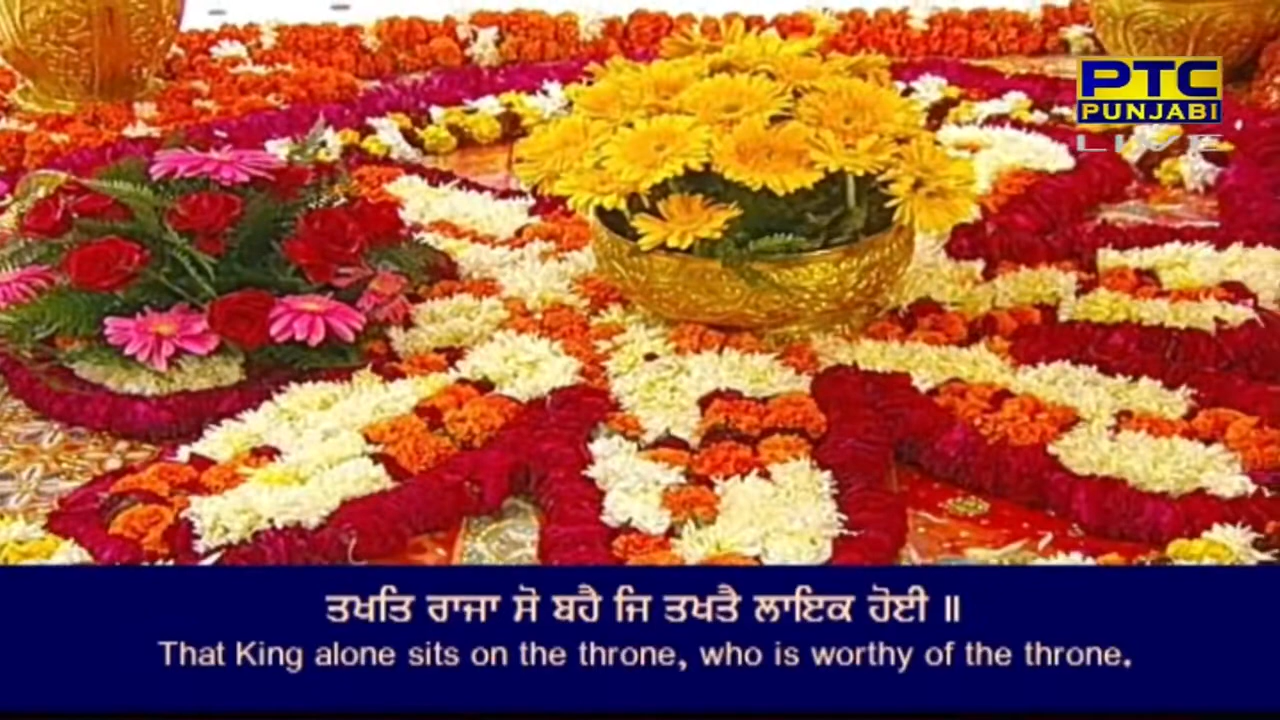 PTC
PUNJABI
LIVE
ਤਖਤਿ ਰਾਜਾ ਸੋ ਬਹੈ ਜਿ ਤਖਤੈ ਲਾਇਕ ਹੋਈ ॥
That King alone sits on the throne, who is worthy of the throne.